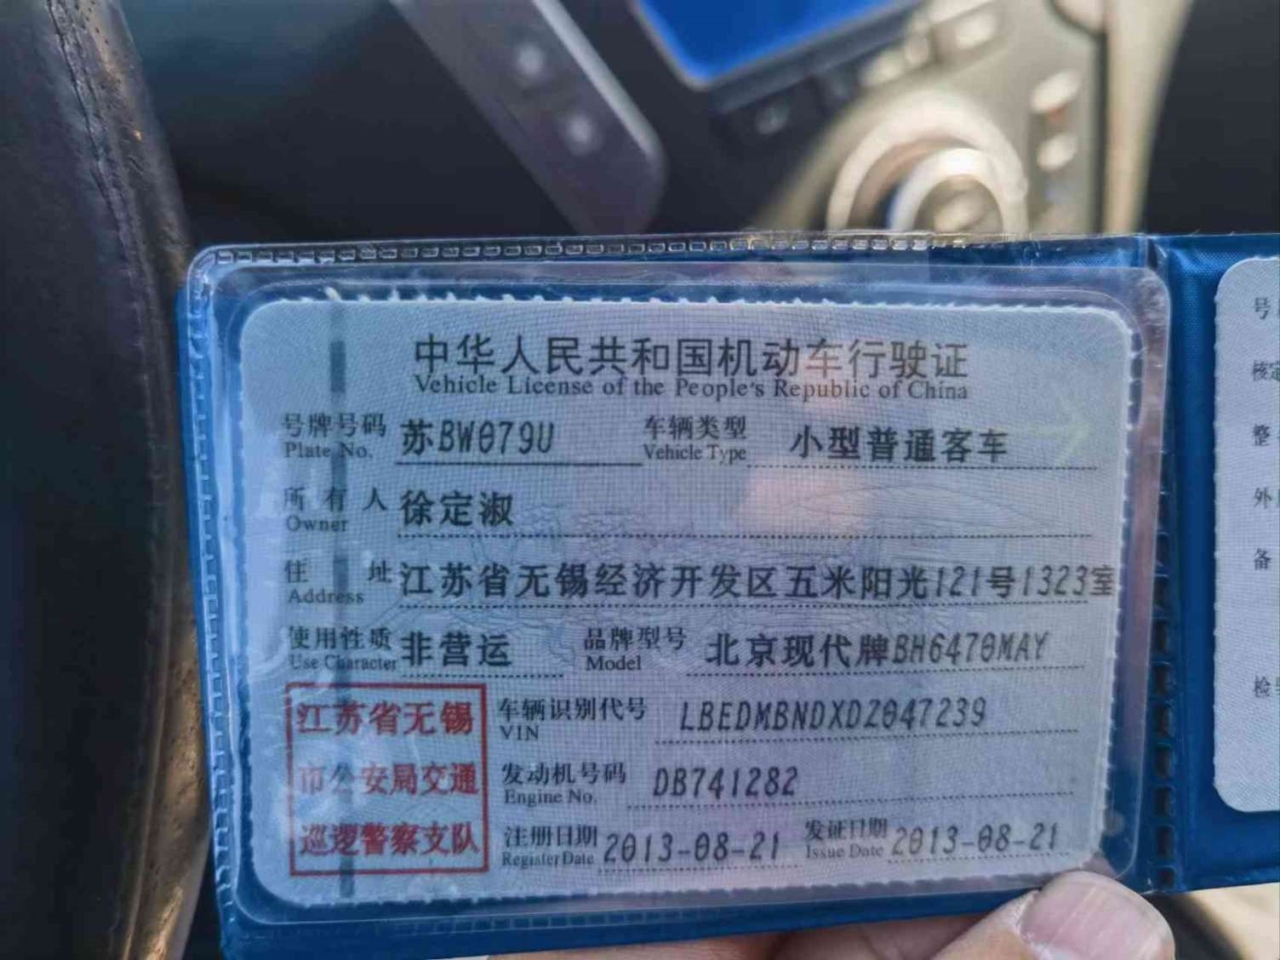 中华人民共和国机动车行驶证
Vehicle License of the People's Republic of China
号牌号码 苏BW079U 车辆类型 小型普通客车
Plate No. Vehicle Type
所有人 徐定淑
Owner
住址 江苏省无锡经济开发区五米阳光121号1323室
Address
使用性质 非营运 品牌型号 北京现代牌BH6470MAY
Use Character Model
江苏省无锡
市公安局交通
巡逻警察支队
车辆识别代号 LBEDMBNDXDZ047239
VIN
发动机号码 DB741282
Engine No.
注册日期 2013-08-21 发证日期 2013-08-21
Register Date Issue Date
号
核定
整
外
备
检